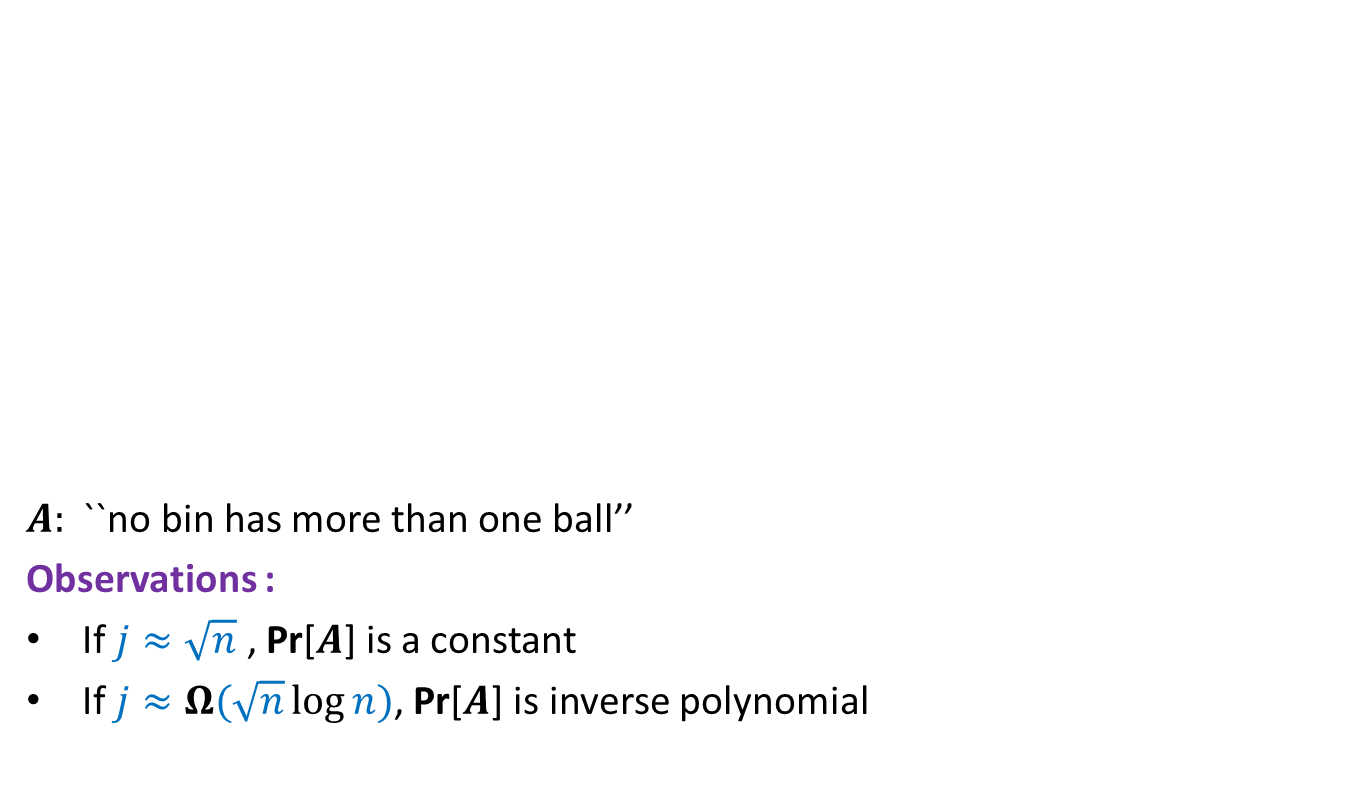 A: ``no bin has more than one ball’’
Observations :
• If j ≈ √n , Pr[A] is a constant
• If j ≈ Ω(√n log n), Pr[A] is inverse polynomial